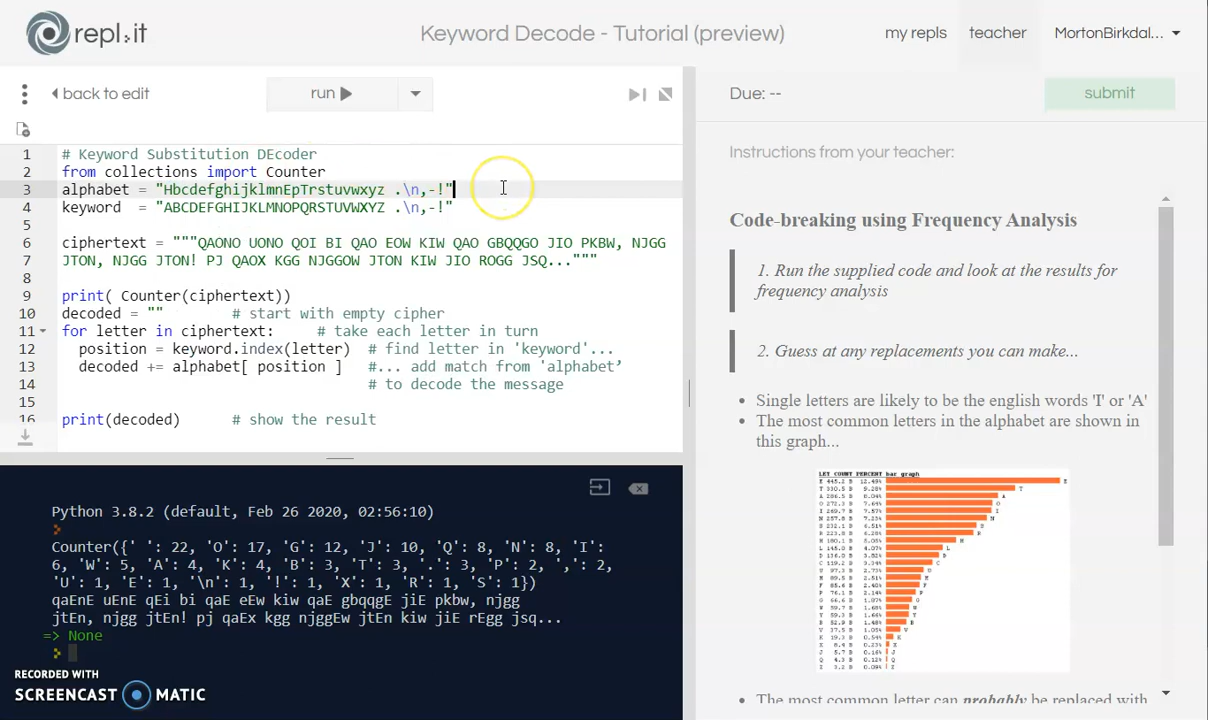 repl.it
Keyword Decode - Tutorial (preview)
my repls
teacher
MortonBirkdal...
back to edit
run
Due: --
submit
Instructions from your teacher:
1 # Keyword Substitution DEcoder
2 from collections import Counter
3 alphabet = "HbcdefghijklmnEpTrstuvwxyz .\n,-!"
4 keyword = "ABCDEFGHIJKLMNOPQRSTUVWXYZ .\n,-!"
5
6 ciphertext = """QAONO UONO QOI BI QAO EOW KIW QAO GBQQGO JIO PKBW, NJGG
7 JTON, NJGG JTON! PJ QAOX KGG NJGGOW JTON KIW JIO ROGG JSQ..."""
8
9 print( Counter(ciphertext))
10 decoded = "" # start with empty cipher
11 for letter in ciphertext: # take each letter in turn
12 position = keyword.index(letter) # find letter in 'keyword'...
13 decoded += alphabet[ position ] #... add match from 'alphabet’
14 # to decode the message
15
16 print(decoded) # show the result
Python 3.8.2 (default, Feb 26 2020, 02:56:10)
Counter({' ': 22, 'O': 17, 'G': 12, 'J': 10, 'Q': 8, 'N': 8, 'I':
6, 'W': 5, 'A': 4, 'K': 4, 'B': 3, 'T': 3, '.': 3, 'P': 2, ',': 2,
'U': 1, 'E': 1, '\n': 1, '!': 1, 'X': 1, 'R': 1, 'S': 1})
qaEnE uEnE qEi bi qaE eEw kiw qaE gbqqgE jiE pkbw, njgg
jtEn, njgg jtEn! pj qaEx kgg njggEw jtEn kiw jiE rEgg jsq...
=> None
RECORDED WITH
SCREENCAST MATIC
Code-breaking using Frequency Analysis
1. Run the supplied code and look at the results for
frequency analysis
2. Guess at any replacements you can make...
• Single letters are likely to be the english words 'I' or 'A'
• The most common letters in the alphabet are shown in
this graph...
LET COUNT PERCENT bar graph
• The most common letter can probably be replaced with